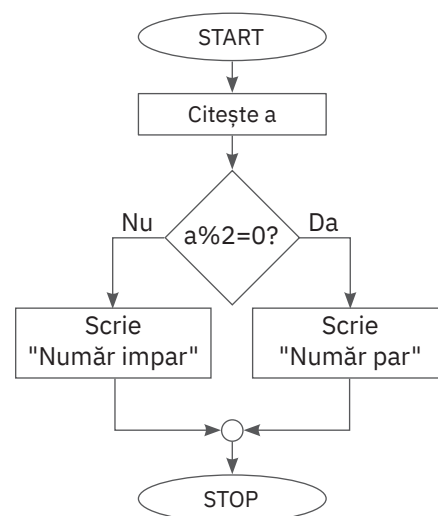 START
Citește a
a%2=0?
Nu
Da
Scrie
"Număr impar"
Scrie
"Număr par"
STOP